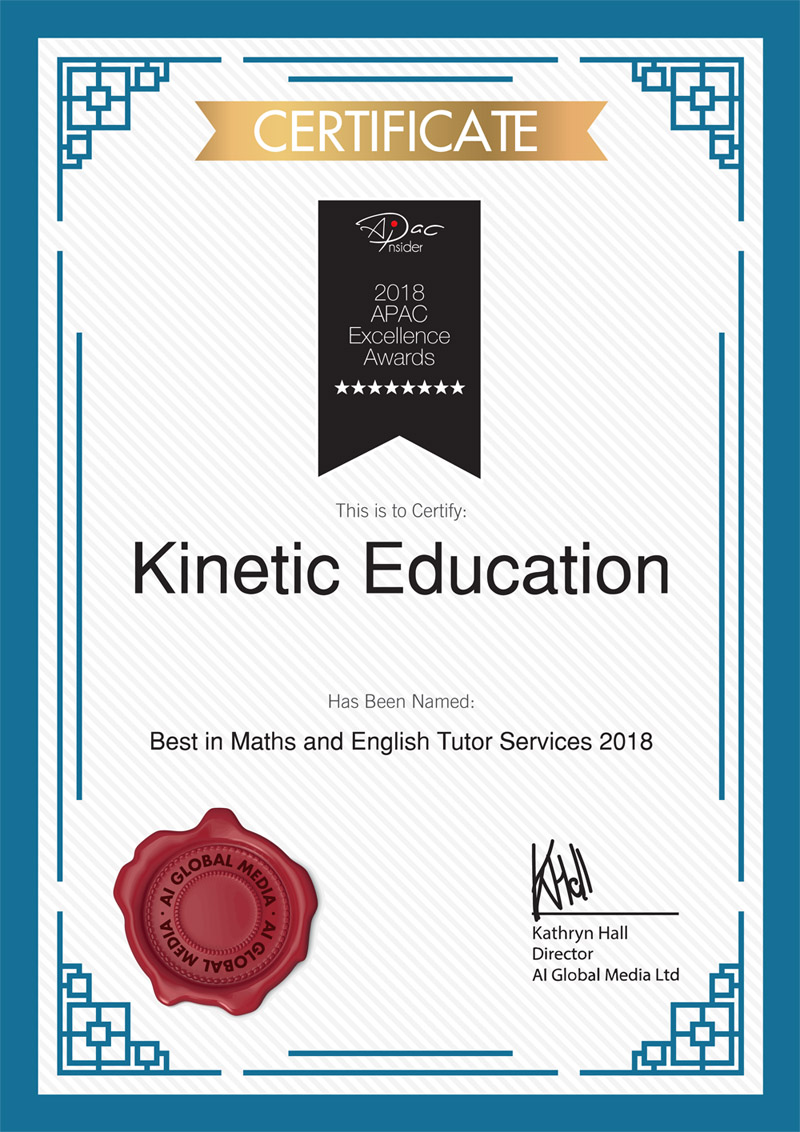 CERTIFICATE
APac
Insider
2018
APAC
Excellence
Awards
This is to Certify:
Kinetic Education
Has Been Named:
Best in Maths and English Tutor Services 2018
AI GLOBAL MEDIA · AI GLOBAL MEDIA ·
KHall
Kathryn Hall
Director
AI Global Media Ltd